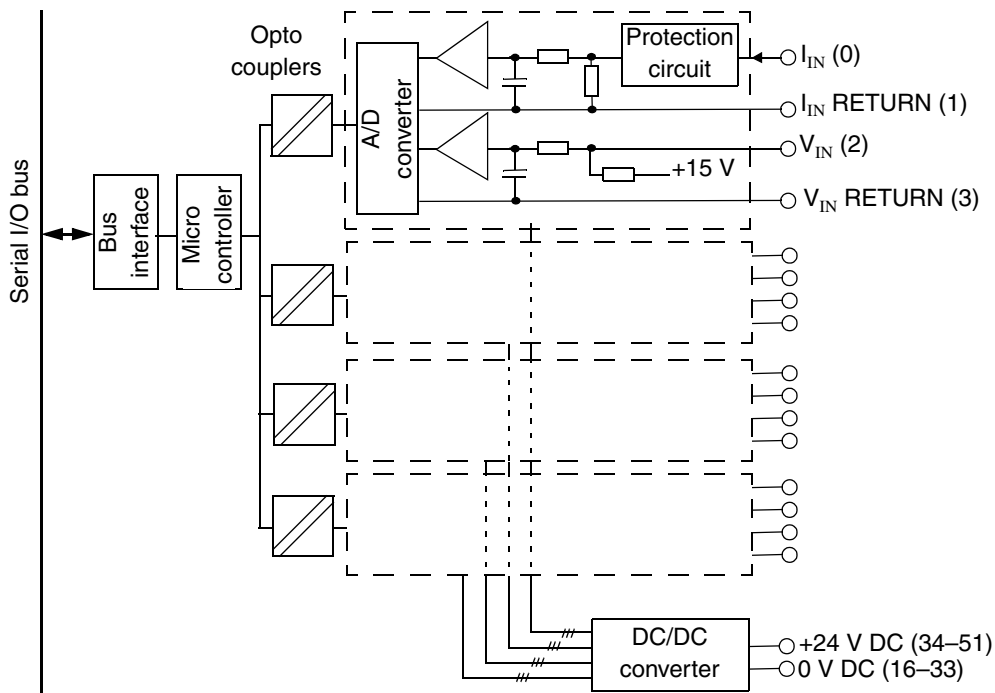 Opto
couplers
Protection
circuit
I_IN (0)
I_IN RETURN (1)
A/D
converter
V_IN (2)
+15 V
V_IN RETURN (3)
Serial I/O bus
Bus
interface
Micro
controller
DC/DC
converter
+24 V DC (34–51)
0 V DC (16–33)